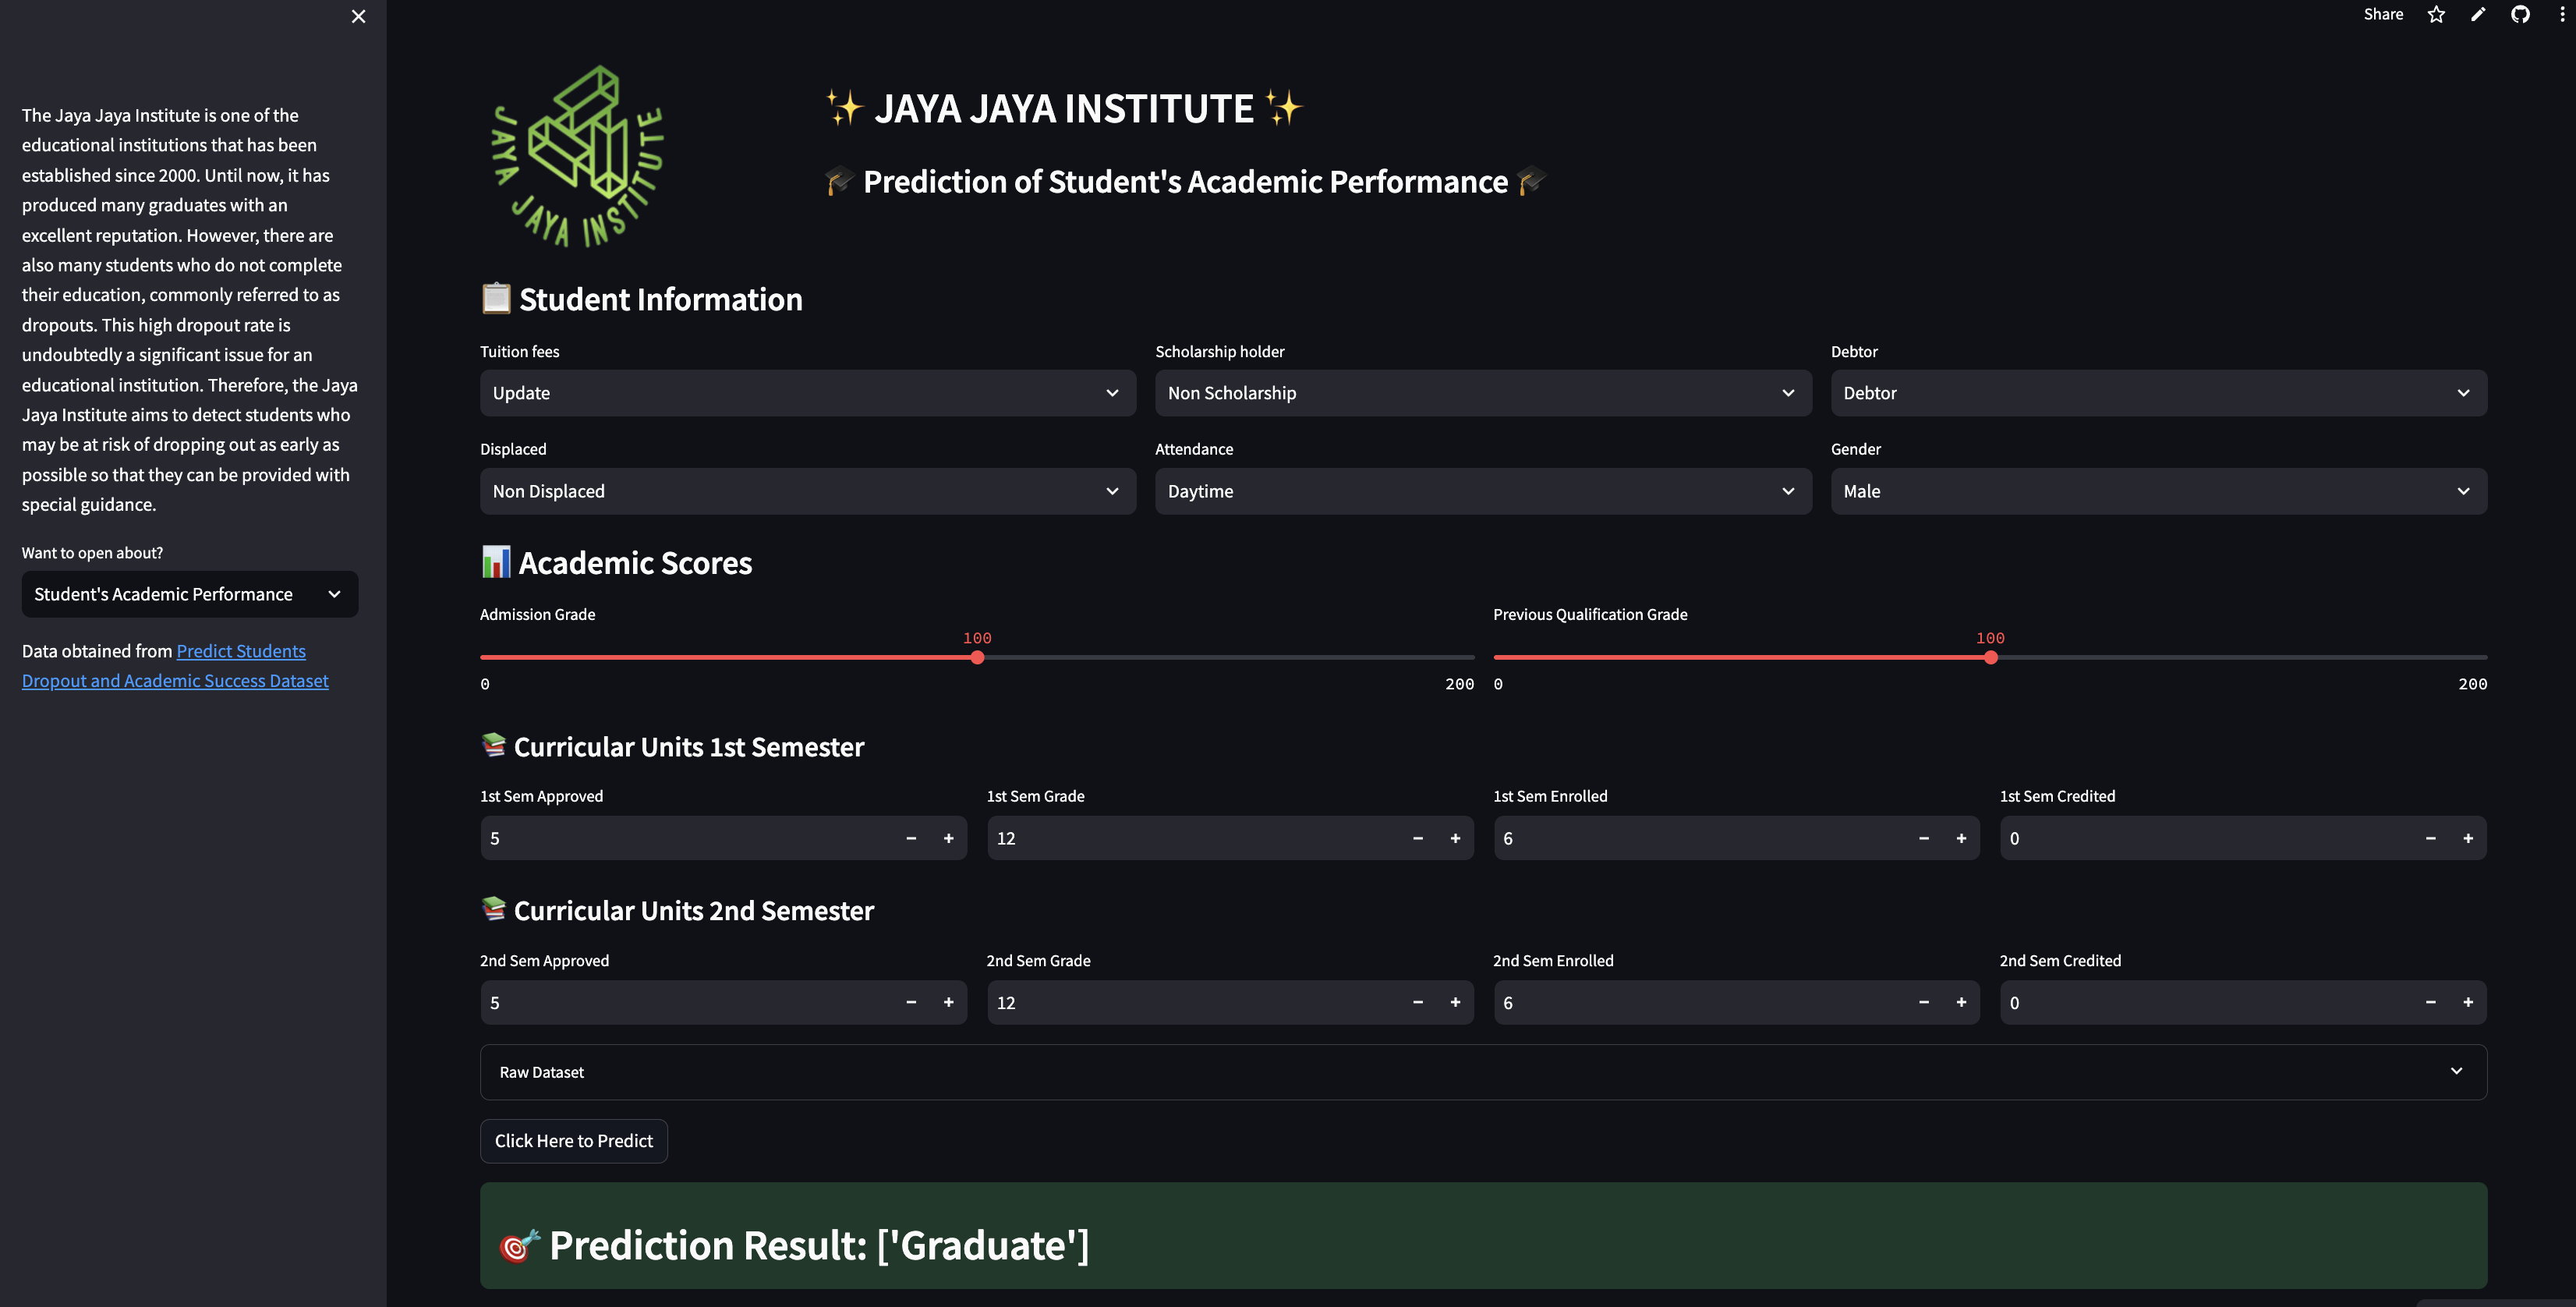 Share
The Jaya Jaya Institute is one of the
educational institutions that has been
established since 2000. Until now, it has
produced many graduates with an
excellent reputation. However, there are
also many students who do not complete
their education, commonly referred to as
dropouts. This high dropout rate is
undoubtedly a significant issue for an
educational institution. Therefore, the Jaya
Jaya Institute aims to detect students who
may be at risk of dropping out as early as
possible so that they can be provided with
special guidance.
Want to open about?
Student's Academic Performance
Data obtained from Predict Students
Dropout and Academic Success Dataset
JAYA JAYA INSTITUTE
✨ JAYA JAYA INSTITUTE ✨
🎓 Prediction of Student's Academic Performance 🎓
📋 Student Information
Tuition fees Scholarship holder Debtor
Update Non Scholarship Debtor
Displaced Attendance Gender
Non Displaced Daytime Male
📊 Academic Scores
Admission Grade Previous Qualification Grade
100 100
0 200 0 200
📚 Curricular Units 1st Semester
1st Sem Approved 1st Sem Grade 1st Sem Enrolled 1st Sem Credited
5 − + 12 − + 6 − + 0 − +
📚 Curricular Units 2nd Semester
2nd Sem Approved 2nd Sem Grade 2nd Sem Enrolled 2nd Sem Credited
5 − + 12 − + 6 − + 0 − +
Raw Dataset
Click Here to Predict
🎯 Prediction Result: ['Graduate']